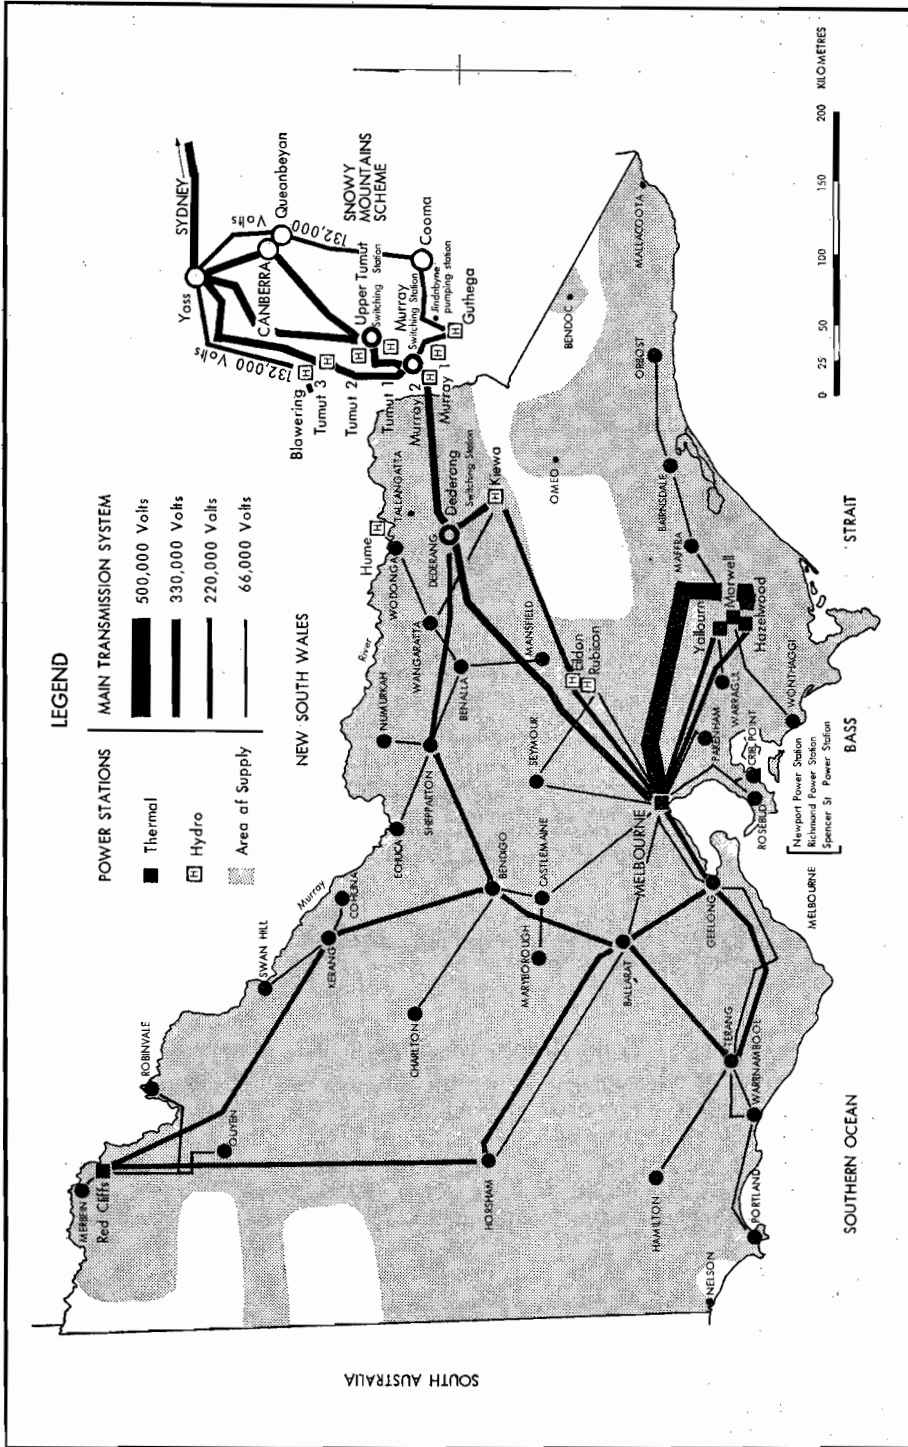 LEGEND
POWER STATIONS
Thermal
Hydro
Area of Supply
MAIN TRANSMISSION SYSTEM
500,000 Volts
330,000 Volts
220,000 Volts
66,000 Volts
NEW SOUTH WALES
SOUTH AUSTRALIA
SOUTHERN OCEAN
BASS
STRAIT
SYDNEY
Yass
132,000 Volts
132,000 Volts
CANBERRA
Queanbeyan
SNOWY
MOUNTAINS
SCHEME
Cooma
Upper Tumut
Switching Station
Murray
Switching Station
Jindabyne
pumping station
Guthega
Blowering
Tumut 3
Tumut 2
Tumut 1
Murray 2
Murray 1
MERBEIN
Red Cliffs
ROBINVALE
OUYEN
SWAN HILL
Murray
River
KERANG
COHUNA
ECHUCA
NUMURKAH
SHEPPARTON
WANGARATTA
BENALLA
Hume
WODONGA
TALLANGATTA
DEDERANG
Dederang
Switching Station
Kiewa
MANSFIELD
Eildon
Rubicon
SEYMOUR
BENDIGO
CASTLEMAINE
MARYBOROUGH
CHARLTON
HORSHAM
BALLARAT
MELBOURNE
GEELONG
TERANG
WARRNAMBOOL
HAMILTON
PORTLAND
NELSON
OMEO
BENDOC
MALLACOOTA
ORBOST
BAIRNSDALE
MAFFRA
Yallourn
Morwell
Hazelwood
WARRAGUL
PAKENHAM
WONTHAGGI
CRIB POINT
ROSEBUD
MELBOURNE
Newport Power Station
Richmond Power Station
Spencer St Power Station
0 25 50 100 150 200 KILOMETRES